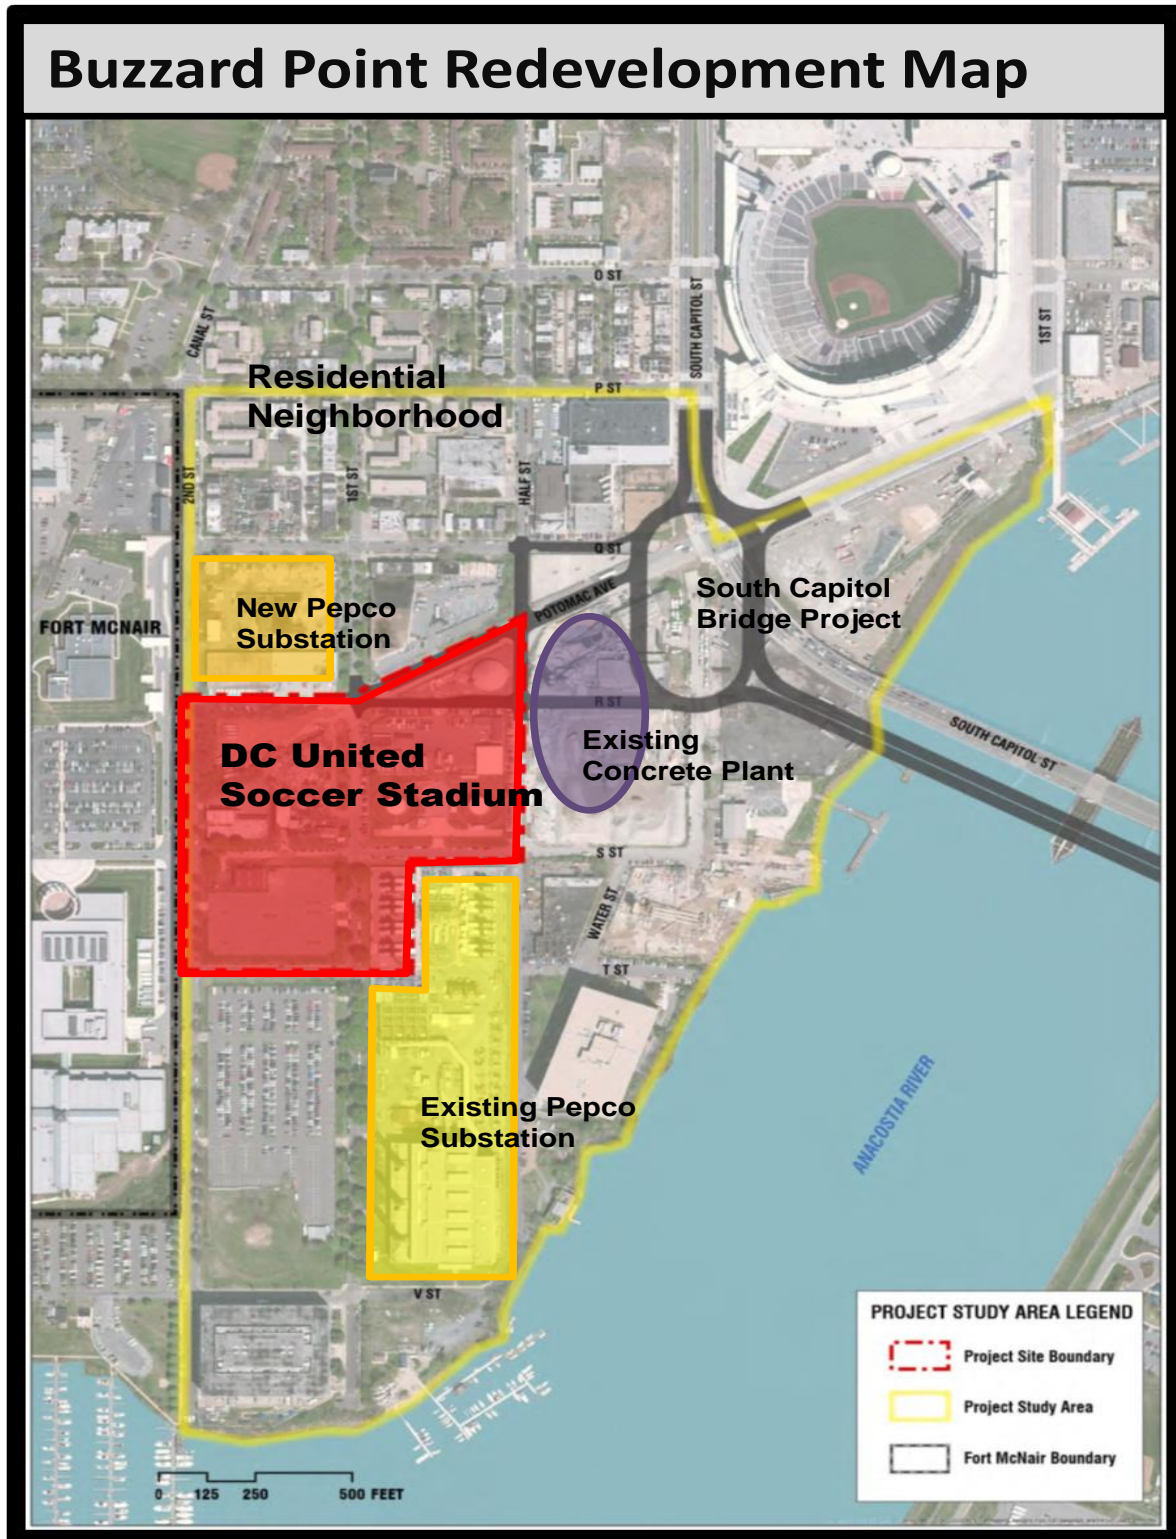 Buzzard Point Redevelopment Map
O ST
CANAL ST
SOUTH CAPITOL ST
1ST ST
Residential
Neighborhood
P ST
2ND ST
1ST ST
HALF ST
Q ST
POTOMAC AVE
South Capitol
Bridge Project
New Pepco
Substation
FORT MCNAIR
R ST
SOUTH CAPITOL ST
DC United
Soccer Stadium
Existing
Concrete Plant
S ST
WATER ST
T ST
Existing Pepco
Substation
ANACOSTIA RIVER
V ST
PROJECT STUDY AREA LEGEND
Project Site Boundary
Project Study Area
Fort McNair Boundary
0 125 250 500 FEET